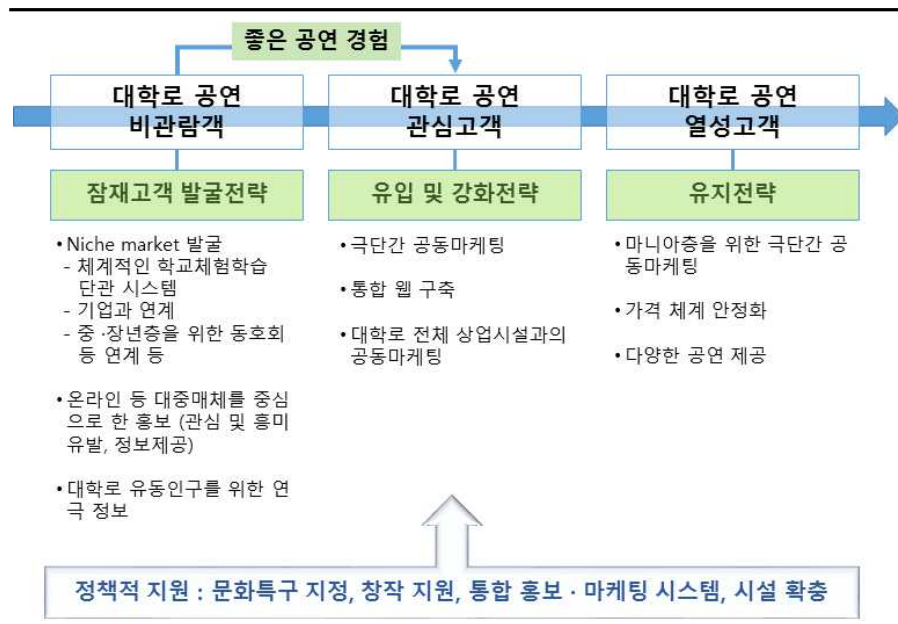 좋은 공연 경험
대학로 공연
비관람객
대학로 공연
관심고객
대학로 공연
열성고객
잠재고객 발굴전략
유입 및 강화전략
유지전략
• Niche market 발굴
- 체계적인 학교체험학습
단관 시스템
- 기업과 연계
- 중 ·장년층을 위한 동호회
등 연계 등
• 온라인 등 대중매체를 중심
으로 한 홍보 (관심 및 흥미
유발, 정보제공)
• 대학로 유동인구를 위한 연
극 정보
• 극단간 공동마케팅
• 통합 웹 구축
• 대학로 전체 상업시설과의
공동마케팅
• 마니아층을 위한 극단간 공
동마케팅
• 가격 체계 안정화
• 다양한 공연 제공
정책적 지원 : 문화특구 지정, 창작 지원, 통합 홍보 · 마케팅 시스템, 시설 확충